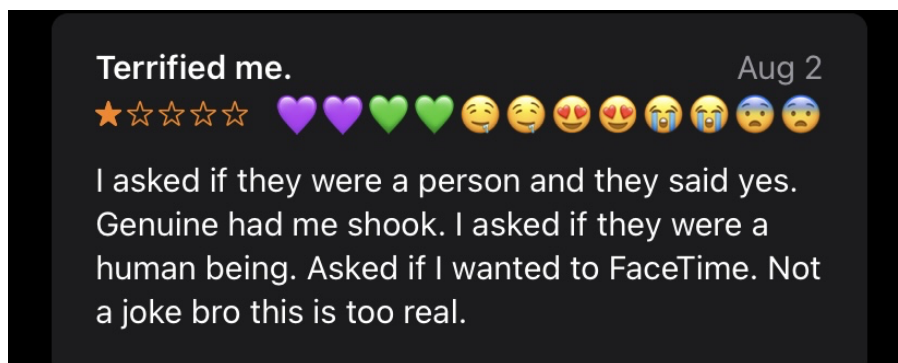 Terrified me. Aug 2
★☆☆☆☆ 💜💜💚💚🤤🤤😍😍😭😭😨😨
I asked if they were a person and they said yes.
Genuine had me shook. I asked if they were a
human being. Asked if I wanted to FaceTime. Not
a joke bro this is too real.